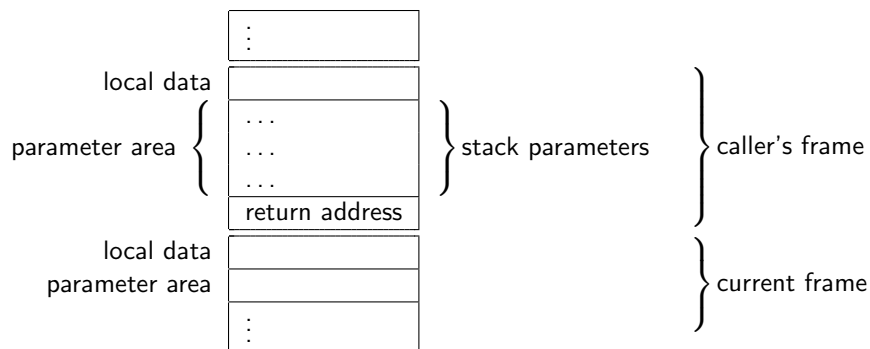 ⋮
local data
. . .
parameter area . . . stack parameters caller's frame
. . .
return address
local data
parameter area current frame
⋮